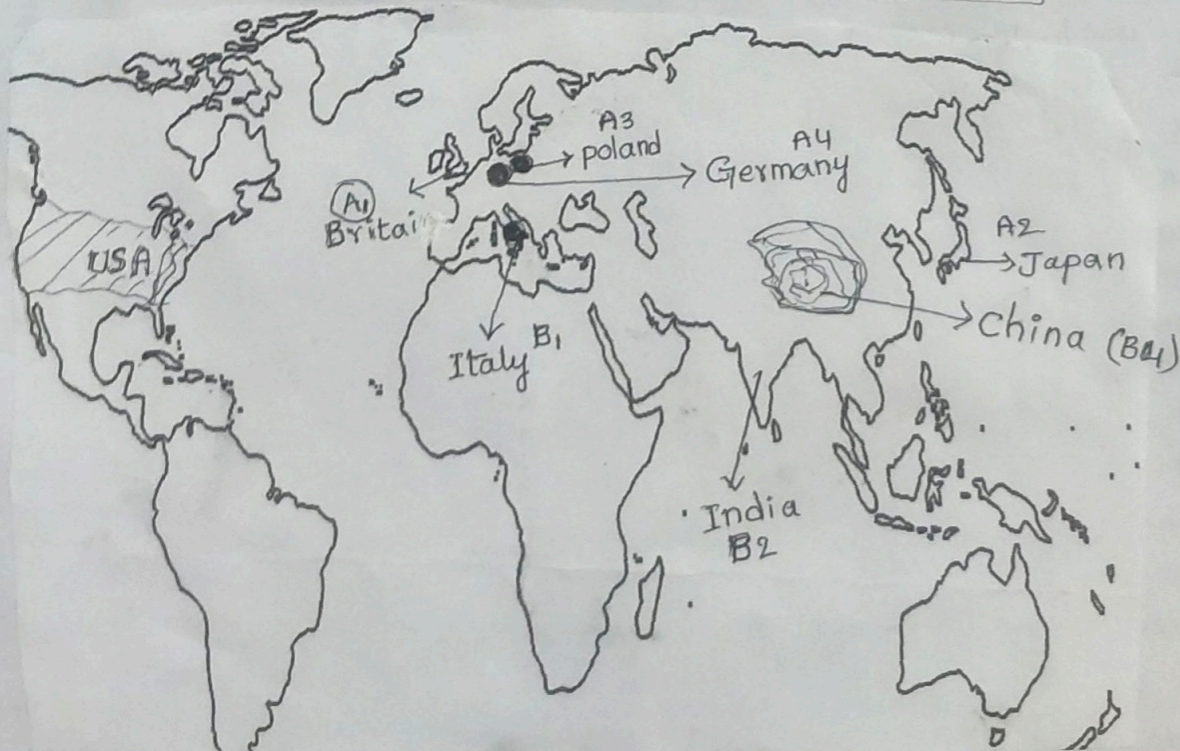 A3
poland
A4
Germany
A1
Britai
USA
A2
Japan
China (B4)
Italy B1
India
B2